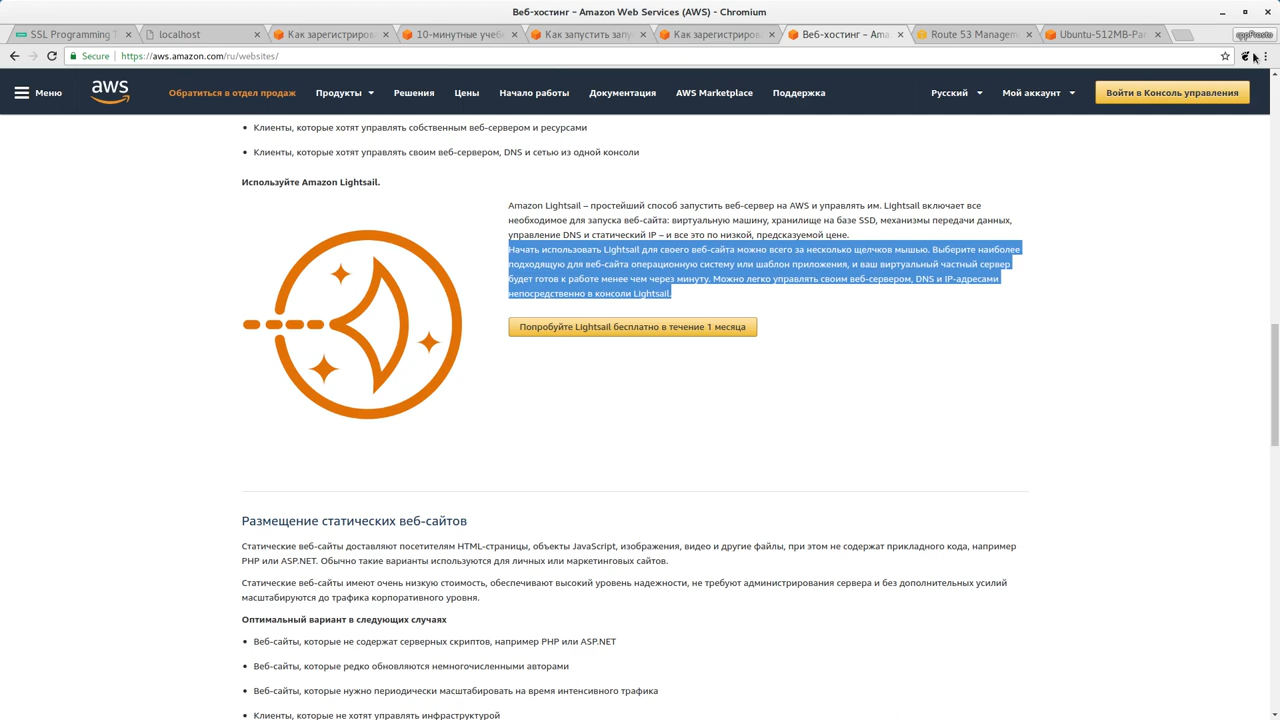 Веб-хостинг – Amazon Web Services (AWS) - Chromium
SSL Programming T
localhost
Как зарегистрирова
10-минутные учебн
Как запустить запу
Как зарегистрирова
Веб-хостинг – Ama
Route 53 Managem
Ubuntu-512MB-Par
cppProsto
Secure
https://aws.amazon.com/ru/websites/
Меню
aws
Обратиться в отдел продаж
Продукты
Решения
Цены
Начало работы
Документация
AWS Marketplace
Поддержка
Русский
Мой аккаунт
Войти в Консоль управления
Клиенты, которые хотят управлять собственным веб-сервером и ресурсами
Клиенты, которые хотят управлять своим веб-сервером, DNS и сетью из одной консоли
Используйте Amazon Lightsail.
Amazon Lightsail – простейший способ запустить веб-сервер на AWS и управлять им. Lightsail включает все
необходимое для запуска веб-сайта: виртуальную машину, хранилище на базе SSD, механизмы передачи данных,
управление DNS и статический IP – и все это по низкой, предсказуемой цене.
Начать использовать Lightsail для своего веб-сайта можно всего за несколько щелчков мышью. Выберите наиболее
подходящую для веб-сайта операционную систему или шаблон приложения, и ваш виртуальный частный сервер
будет готов к работе менее чем через минуту. Можно легко управлять своим веб-сервером, DNS и IP-адресами
непосредственно в консоли Lightsail.
Попробуйте Lightsail бесплатно в течение 1 месяца
Размещение статических веб-сайтов
Статические веб-сайты доставляют посетителям HTML-страницы, объекты JavaScript, изображения, видео и другие файлы, при этом не содержат прикладного кода, например
PHP или ASP.NET. Обычно такие варианты используются для личных или маркетинговых сайтов.
Статические веб-сайты имеют очень низкую стоимость, обеспечивают высокий уровень надежности, не требуют администрирования сервера и без дополнительных усилий
масштабируются до трафика корпоративного уровня.
Оптимальный вариант в следующих случаях
Веб-сайты, которые не содержат серверных скриптов, например PHP или ASP.NET
Веб-сайты, которые редко обновляются немногочисленными авторами
Веб-сайты, которые нужно периодически масштабировать на время интенсивного трафика
Клиенты, которые не хотят управлять инфраструктурой